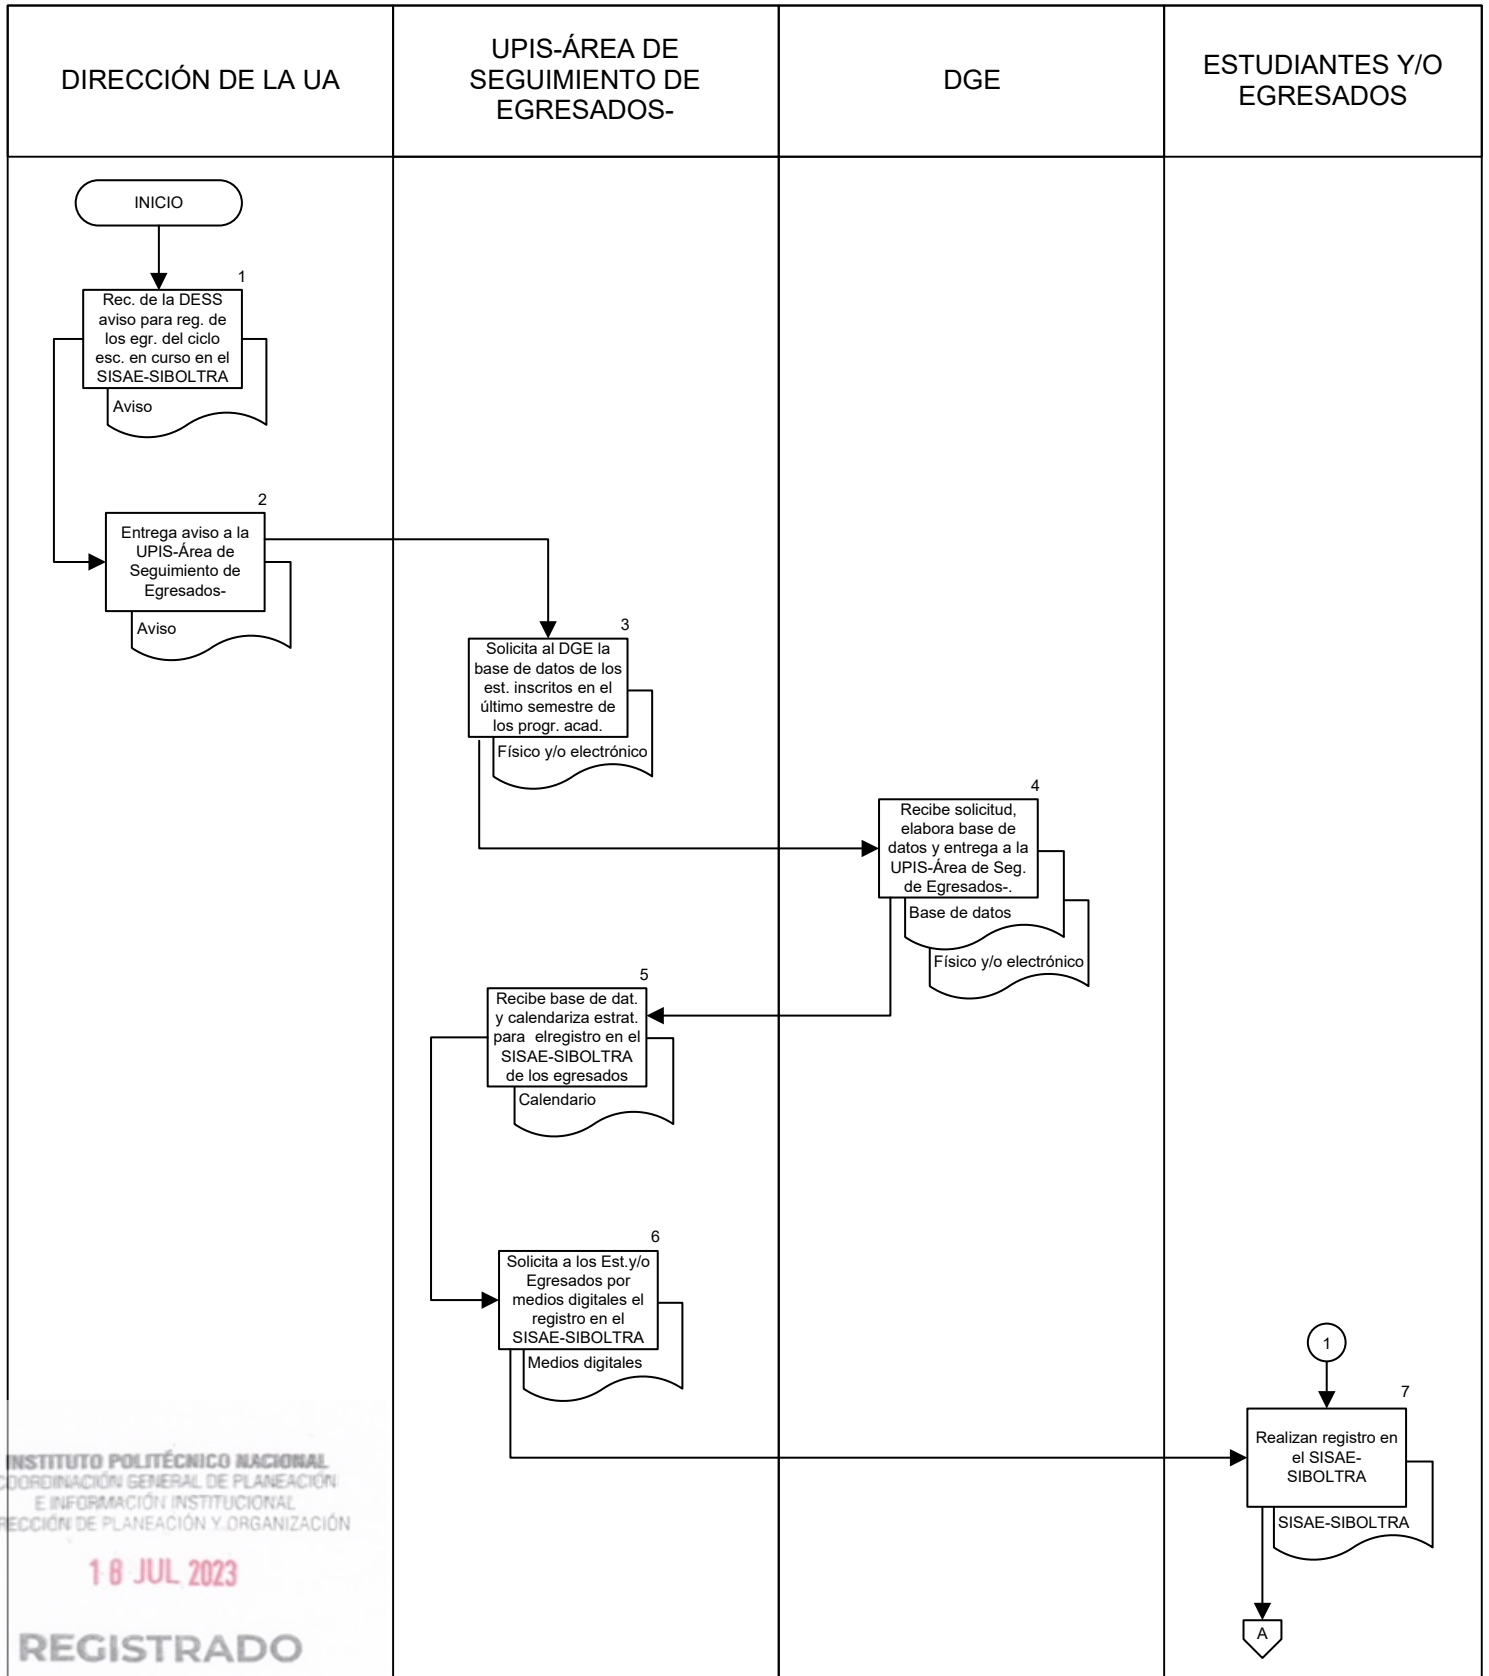 DIRECCIÓN DE LA UA
UPIS-ÁREA DE
SEGUIMIENTO DE
EGRESADOS-
DGE
ESTUDIANTES Y/O
EGRESADOS
INICIO
1
Rec. de la DESS
aviso para reg. de
los egr. del ciclo
esc. en curso en el
SISAE-SIBOLTRA
Aviso
2
Entrega aviso a la
UPIS-Área de
Seguimiento de
Egresados-
Aviso
3
Solicita al DGE la
base de datos de los
est. inscritos en el
último semestre de
los progr. acad.
Físico y/o electrónico
4
Recibe solicitud,
elabora base de
datos y entrega a la
UPIS-Área de Seg.
de Egresados-.
Base de datos
Físico y/o electrónico
5
Recibe base de dat.
y calendariza estrat.
para elregistro en el
SISAE-SIBOLTRA
de los egresados
Calendario
6
Solicita a los Est.y/o
Egresados por
medios digitales el
registro en el
SISAE-SIBOLTRA
Medios digitales
1
7
Realizan registro en
el SISAE-
SIBOLTRA
SISAE-SIBOLTRA
A
INSTITUTO POLITÉCNICO NACIONAL
COORDINACIÓN GENERAL DE PLANEACIÓN
E INFORMACIÓN INSTITUCIONAL
RECCIÓN DE PLANEACIÓN Y ORGANIZACIÓN
18 JUL 2023
REGISTRADO